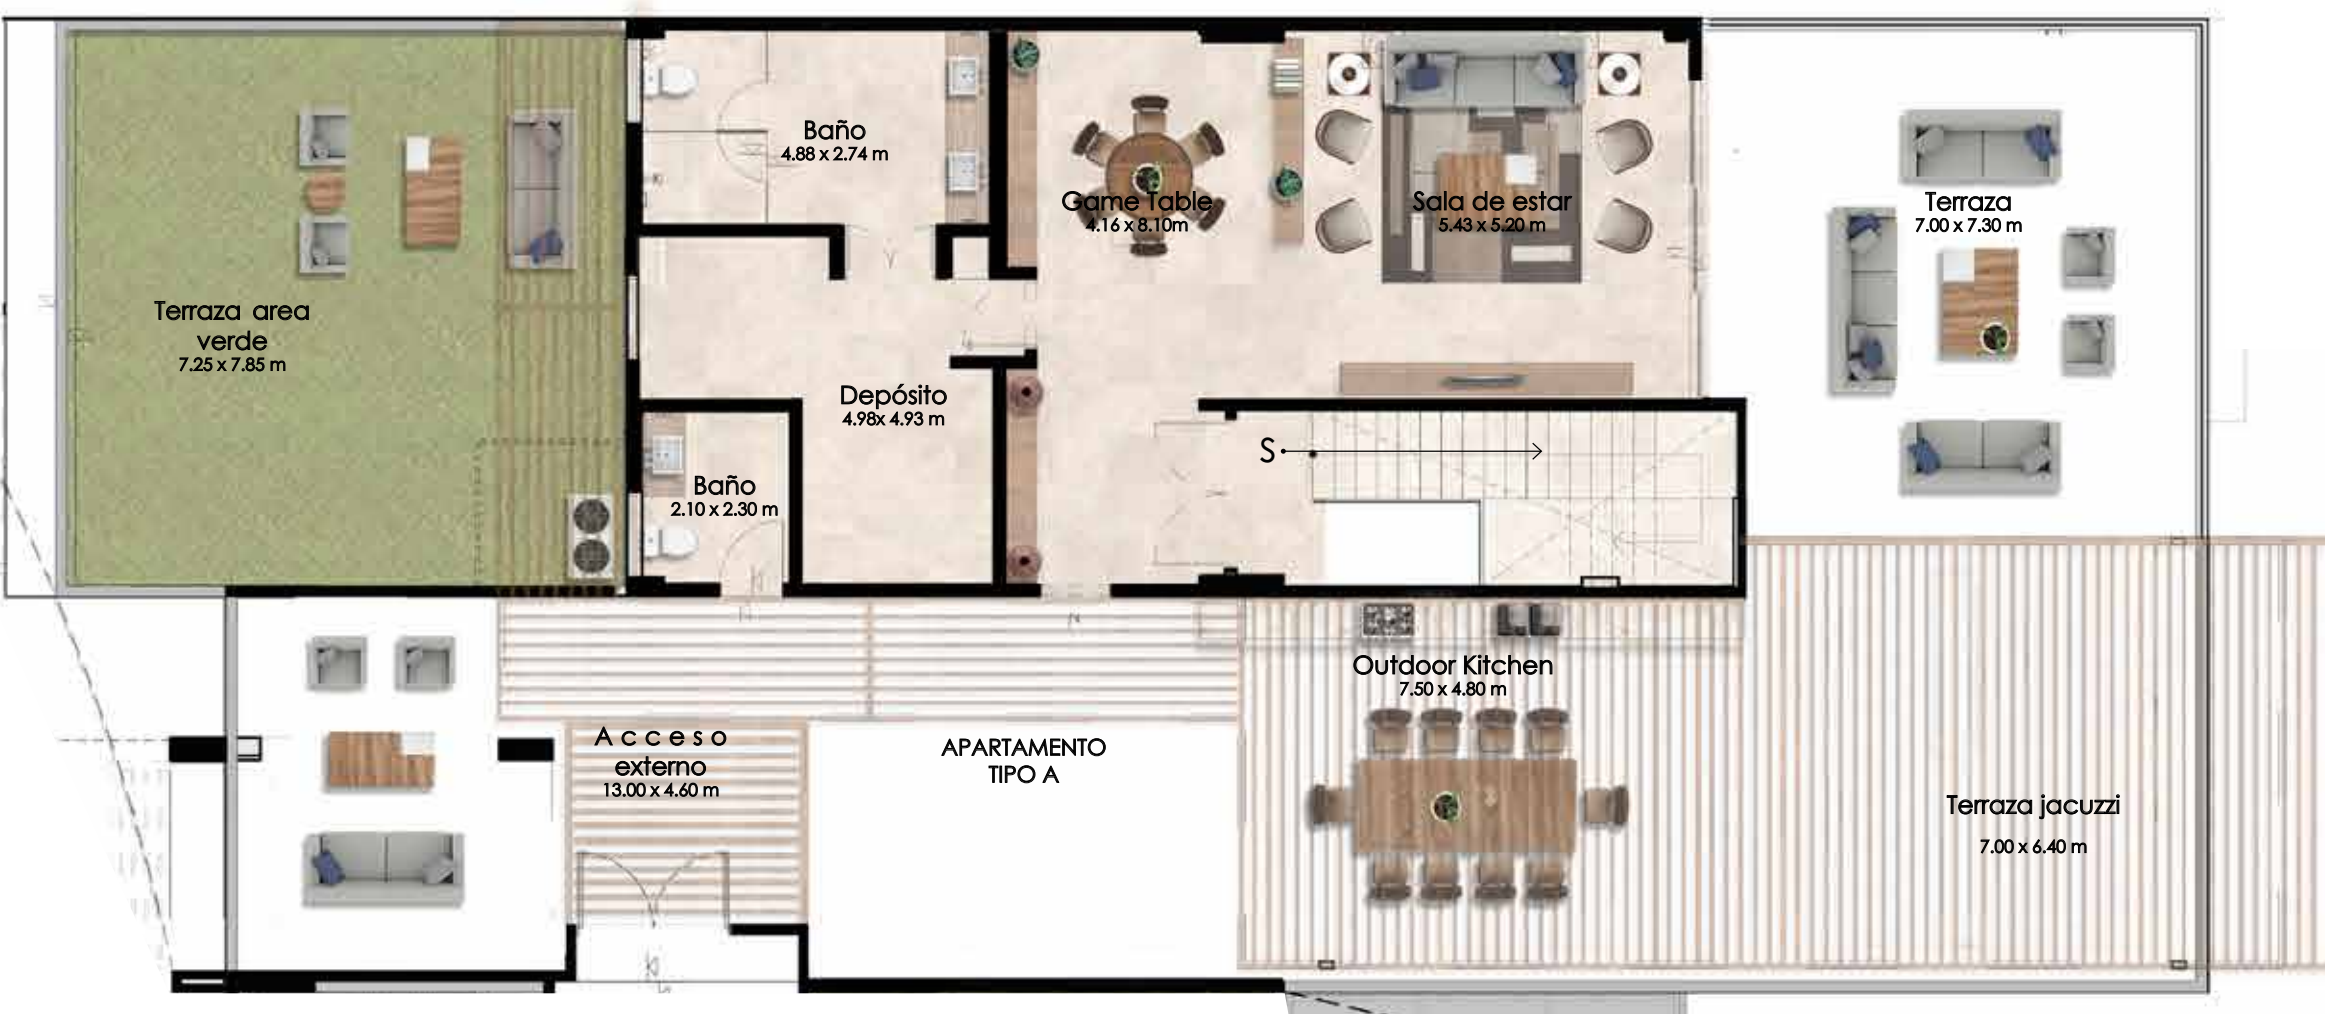 Baño
4.88 x 2.74 m
Game Table
4.16 x 8.10m
Sala de estar
5.43 x 5.20 m
Terraza
7.00 x 7.30 m
Terraza area
verde
7.25 x 7.85 m
Depósito
4.98x 4.93 m
S
Baño
2.10 x 2.30 m
Outdoor Kitchen
7.50 x 4.80 m
Acceso
externo
13.00 x 4.60 m
APARTAMENTO
TIPO A
Terraza jacuzzi
7.00 x 6.40 m